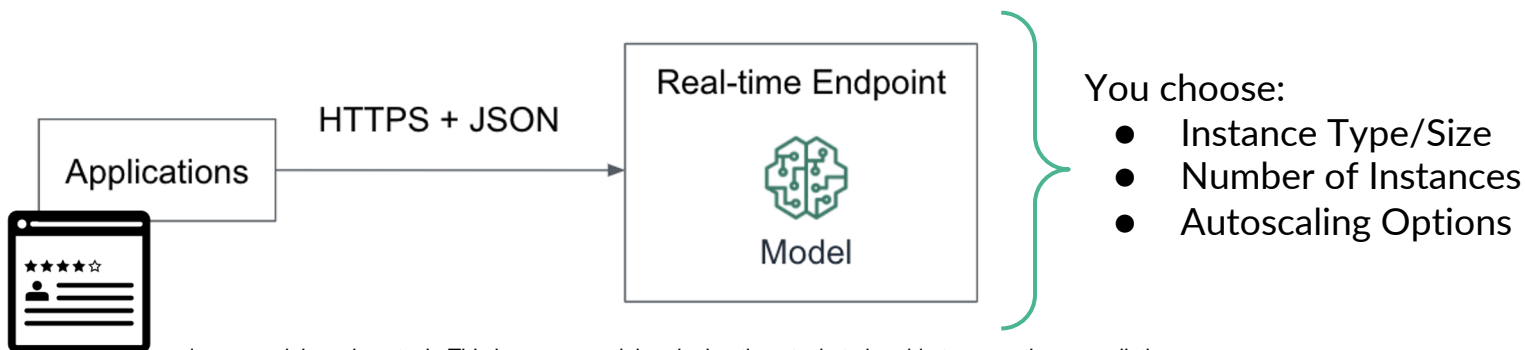 Real-time Endpoint
You choose:
HTTPS + JSON
● Instance Type/Size
Applications
● Number of Instances
● Autoscaling Options
Model